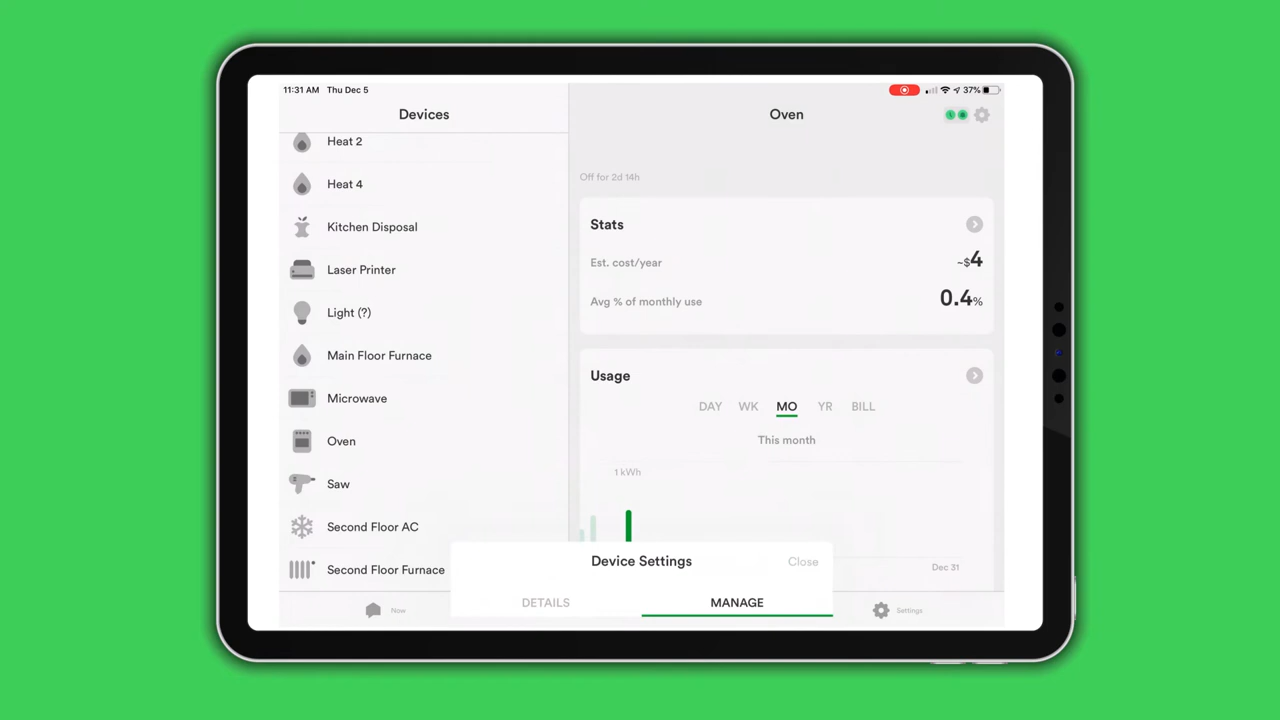 11:31 AM Thu Dec 5
37%
Devices
Heat 2
Heat 4
Kitchen Disposal
Laser Printer
Light (?)
Main Floor Furnace
Microwave
Oven
Saw
Second Floor AC
Second Floor Furnace
Now
Oven
Off for 2d 14h
Stats
Est. cost/year
~$4
Avg % of monthly use
0.4%
Usage
DAY WK MO YR BILL
This month
1 kWh
Dec 31
Device Settings
Close
DETAILS MANAGE
Settings